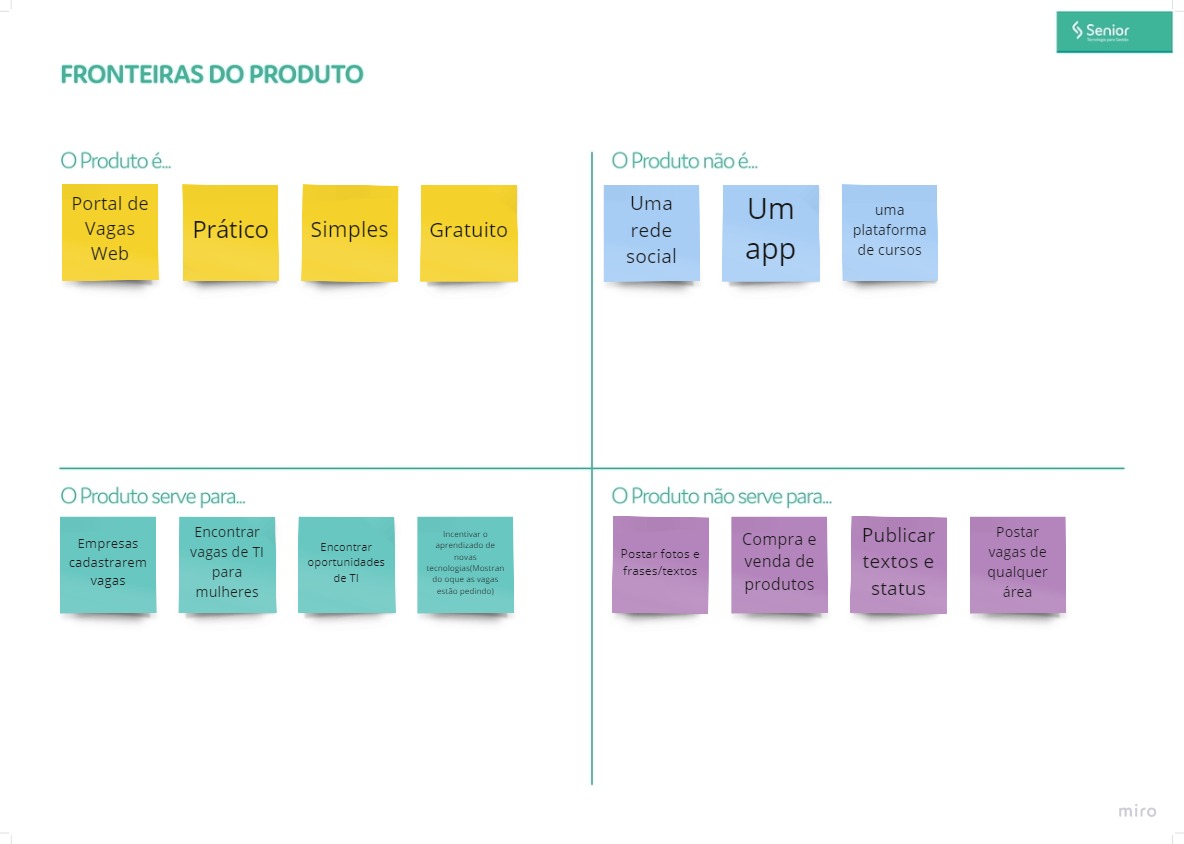 Senior
Tecnologia para Gestão
FRONTEIRAS DO PRODUTO
O Produto é...
Portal de
Vagas
Web
Prático
Simples
Gratuito
O Produto não é...
Uma
rede
social
Um
app
uma
plataforma
de cursos
O Produto serve para...
Empresas
cadastrarem
vagas
Encontrar
vagas de TI
para
mulheres
Encontrar
oportunidades
de TI
Incentivar o
aprendizado de
novas
tecnologias(Mostran
do oque as vagas
estão pedindo)
O Produto não serve para...
Postar fotos e
frases/textos
Compra e
venda de
produtos
Publicar
textos e
status
Postar
vagas de
qualquer
área
miro